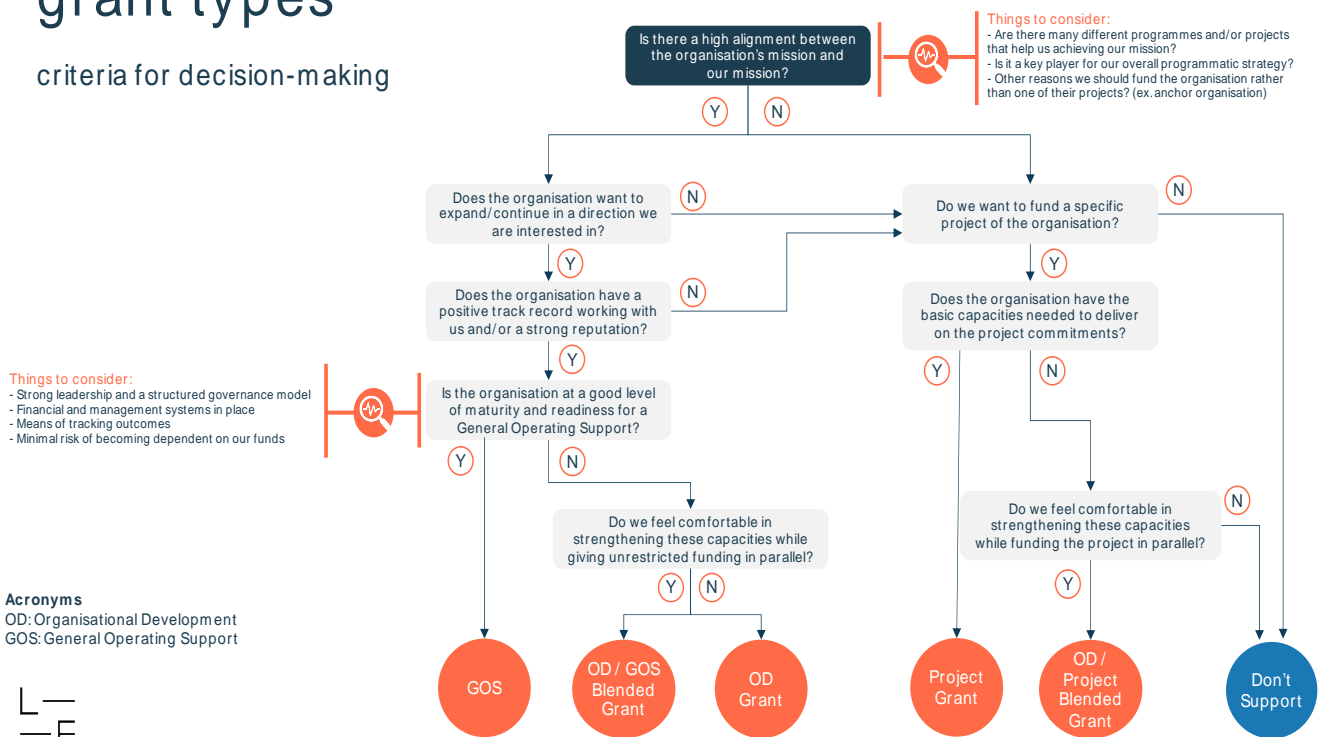 grant types
criteria for decision-making
Is there a high alignment between
the organisation's mission and
our mission?
Things to consider:
- Are there many different programmes and/or projects
that help us achieving our mission?
- Is it a key player for our overall programmatic strategy?
- Other reasons we should fund the organisation rather
than one of their projects? (ex. anchor organisation)
Y
N
Does the organisation want to
expand/continue in a direction we
are interested in?
N
Do we want to fund a specific
project of the organisation?
N
Y
Y
Does the organisation have a
positive track record working with
us and/or a strong reputation?
N
Does the organisation have the
basic capacities needed to deliver
on the project commitments?
Y
Y
N
Things to consider:
- Strong leadership and a structured governance model
- Financial and management systems in place
- Means of tracking outcomes
- Minimal risk of becoming dependent on our funds
Is the organisation at a good level
of maturity and readiness for a
General Operating Support?
Y
N
Do we feel comfortable in
strengthening these capacities while
giving unrestricted funding in parallel?
Y
N
Do we feel comfortable in
strengthening these capacities
while funding the project in parallel?
N
Y
Acronyms
OD: Organisational Development
GOS: General Operating Support
GOS
OD / GOS
Blended
Grant
OD
Grant
Project
Grant
OD /
Project
Blended
Grant
Don't
Support
L
F